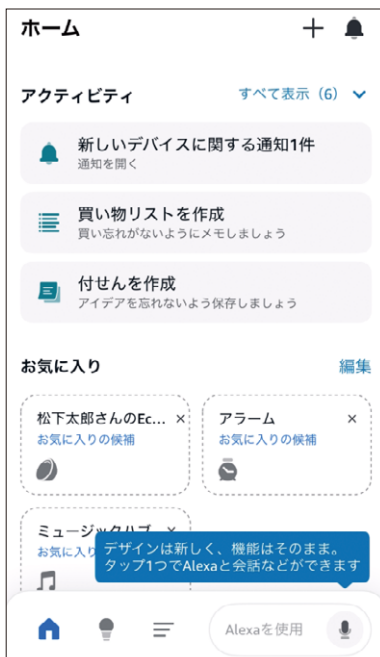 ホーム
アクティビティ
すべて表示（6）
新しいデバイスに関する通知1件
通知を開く
買い物リストを作成
買い忘れがないようにメモしましょう
付せんを作成
アイデアを忘れないよう保存しましょう
お気に入り
編集
松下太郎さんのEc... ×
お気に入りの候補
アラーム ×
お気に入りの候補
ミュージックハブ ×
お気に入り
デザインは新しく、機能はそのまま。
タップ1つでAlexaと会話などができます
Alexaを使用